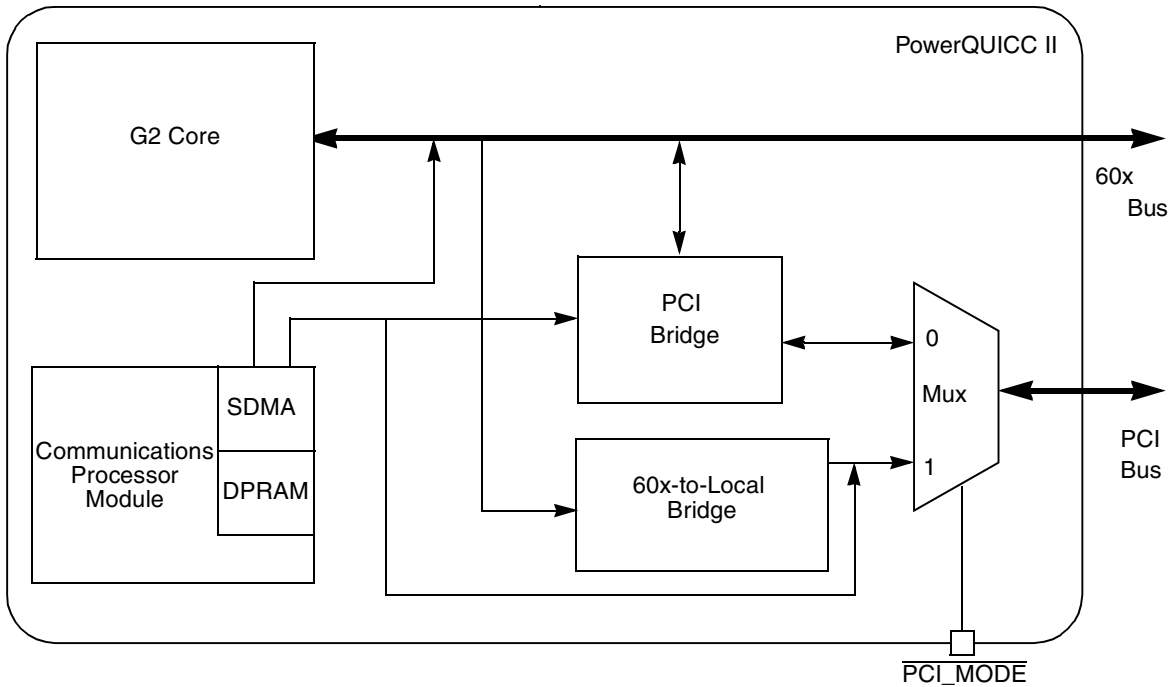 PowerQUICC II
G2 Core
60x
Bus
PCI
Bridge
0
Mux
1
SDMA
DPRAM
Communications
Processor
Module
60x-to-Local
Bridge
PCI
Bus
PCI_MODE